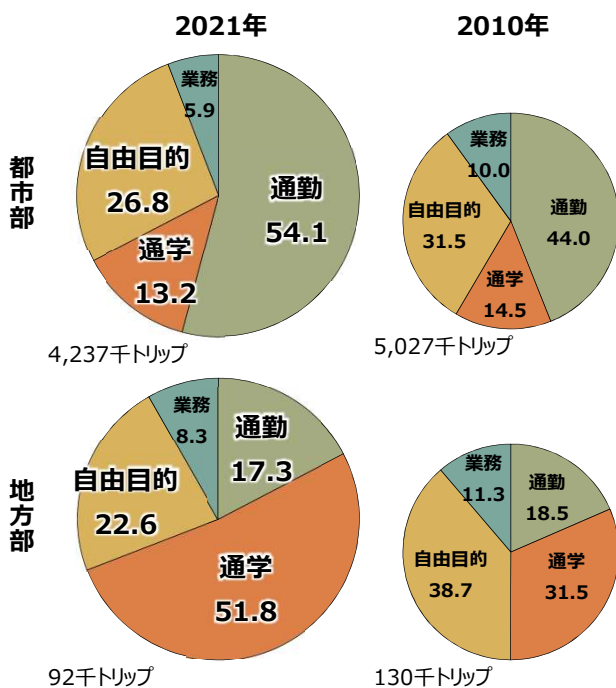 2021年
2010年
都市部
業務
5.9
自由目的
26.8
通勤
54.1
通学
13.2
4,237千トリップ
業務
10.0
自由目的
31.5
通勤
44.0
通学
14.5
5,027千トリップ
地方部
業務
8.3
通勤
17.3
自由目的
22.6
通学
51.8
92千トリップ
業務
11.3
通勤
18.5
自由目的
38.7
通学
31.5
130千トリップ